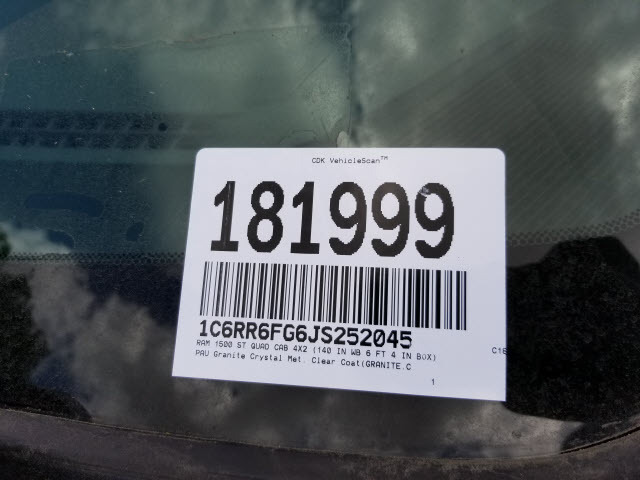 CDK VehicleScan™
181999
1C6RR6FG6JS252045
RAM 1500 ST QUAD CAB 4X2 (140 IN WB 6 FT 4 IN BOX)
PAU Granite Crystal Met. Clear Coat(GRANITE.C
1